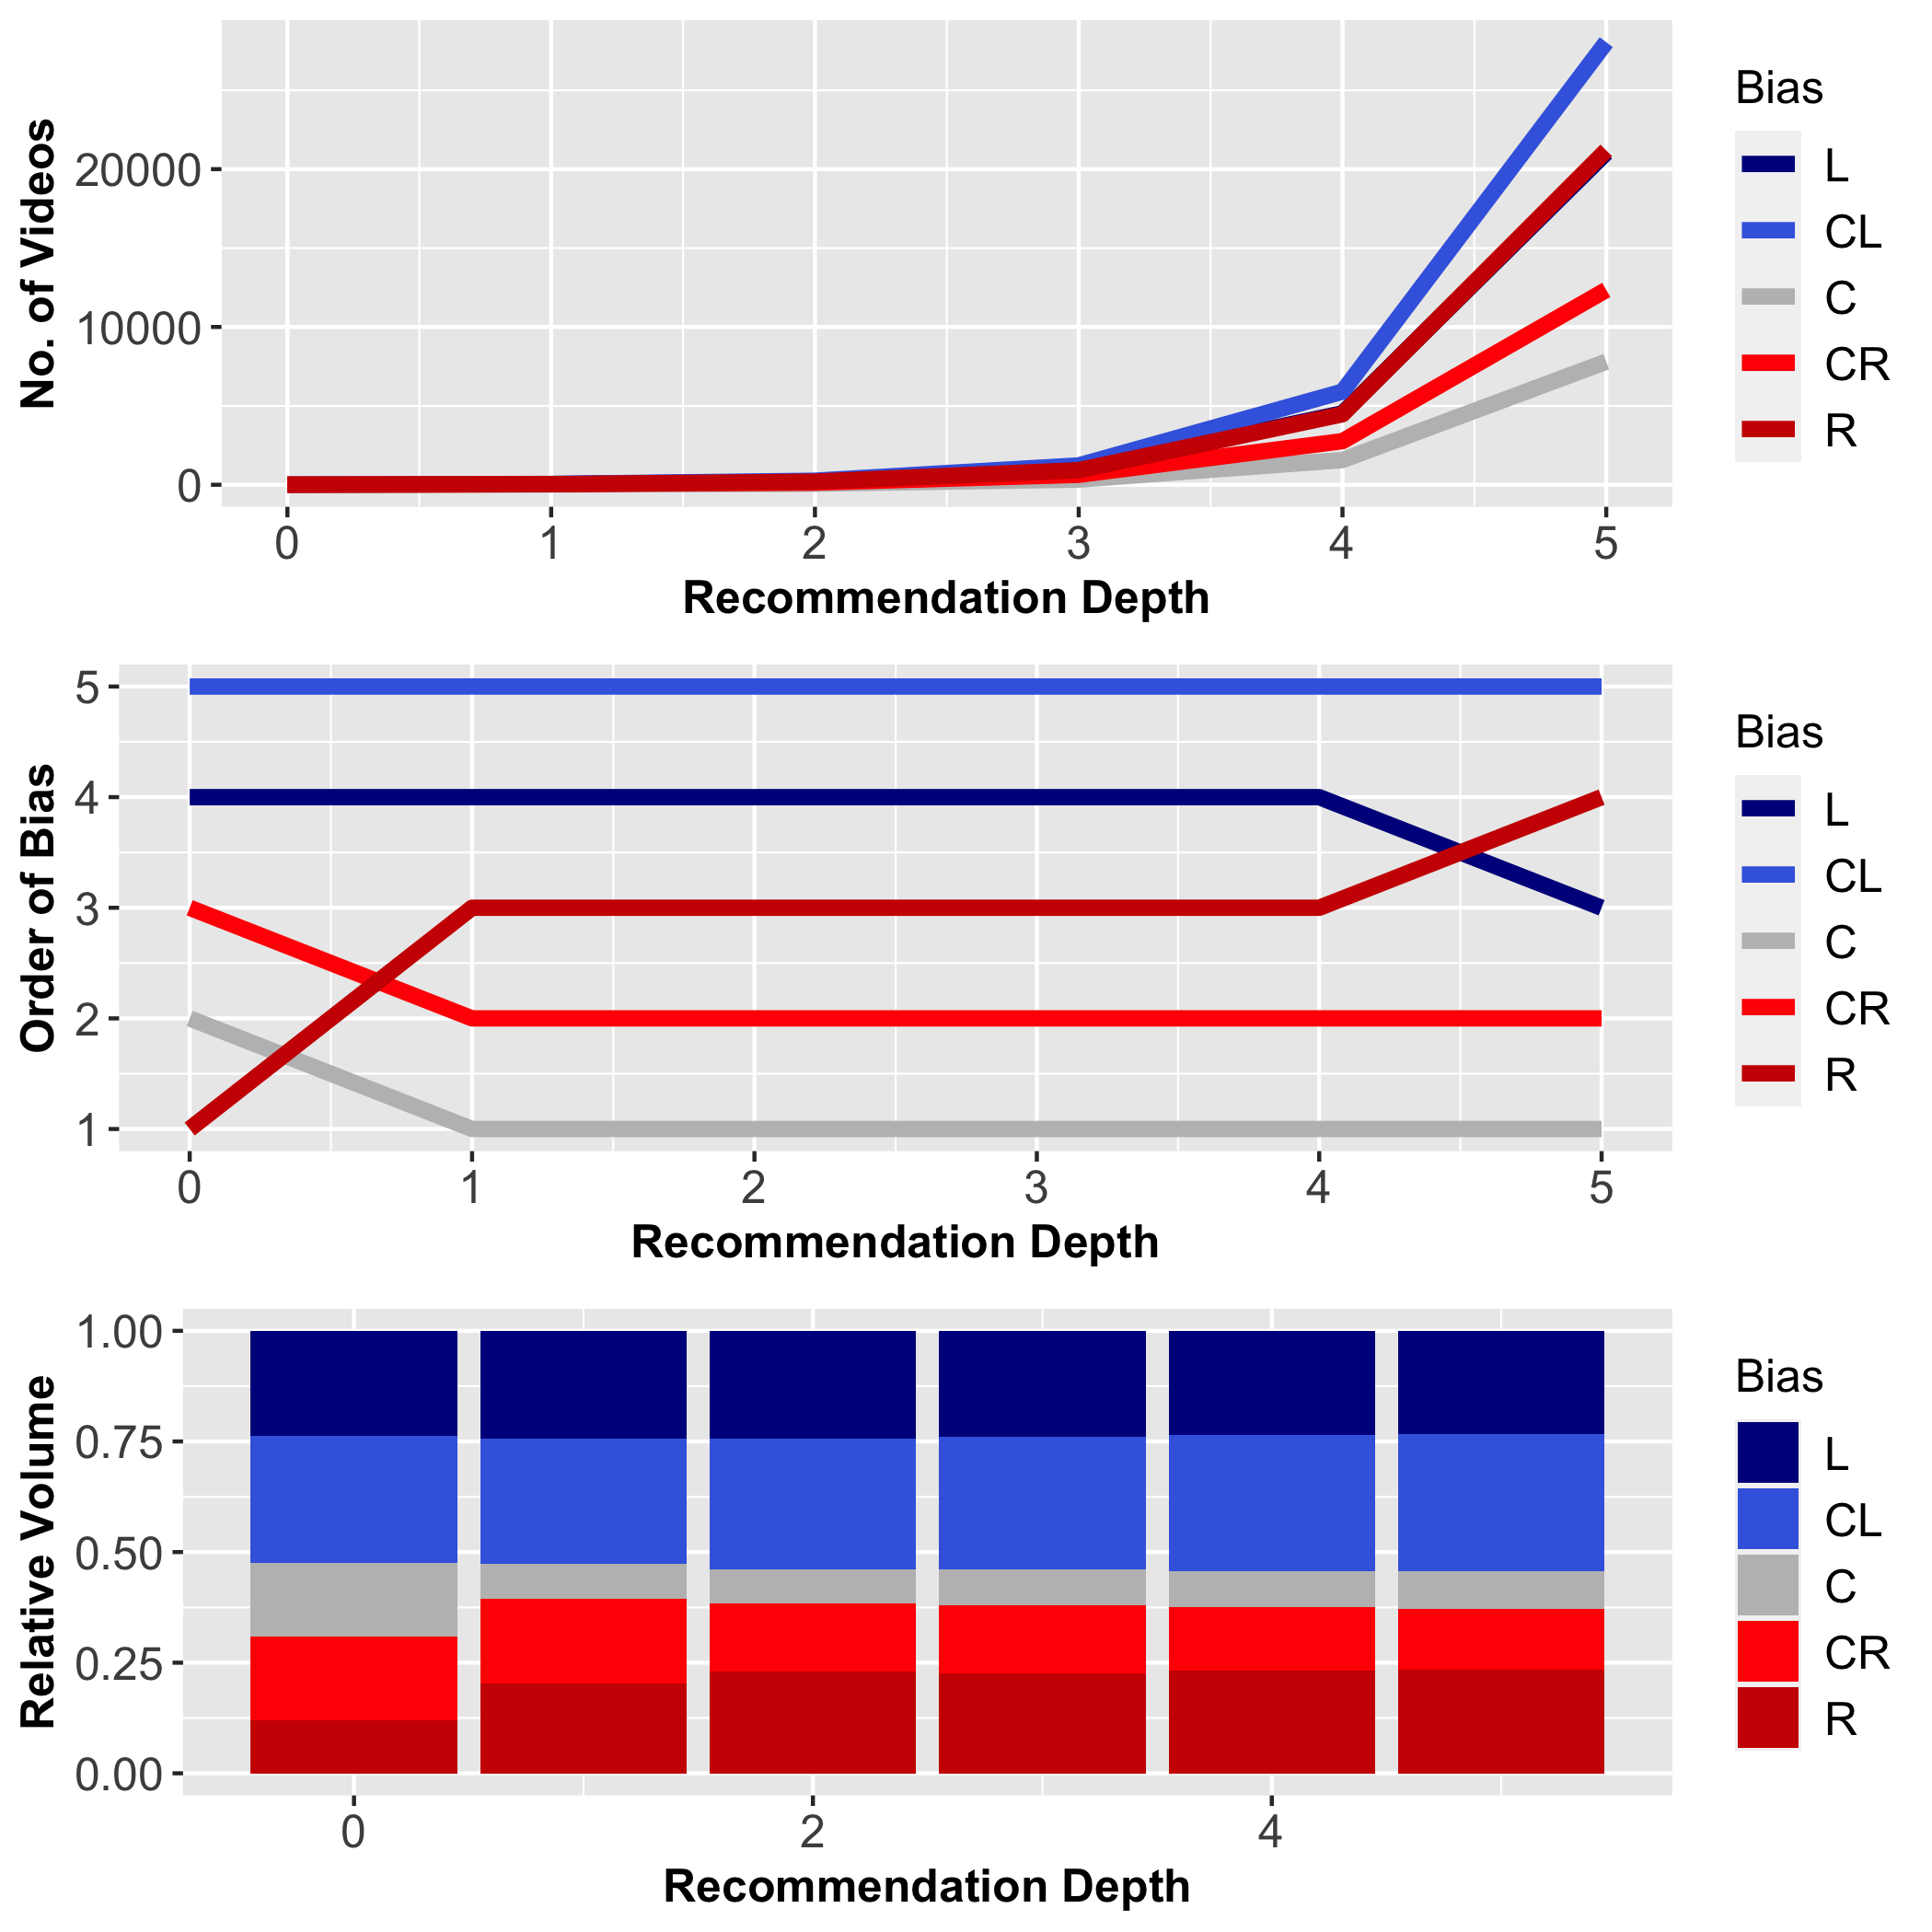 No. of Videos
20000
10000
0
0 1 2 3 4 5
Recommendation Depth
Bias
L
CL
C
CR
R
Order of Bias
5
4
3
2
1
0 1 2 3 4 5
Recommendation Depth
Bias
L
CL
C
CR
R
Relative Volume
1.00
0.75
0.50
0.25
0.00
0 2 4
Recommendation Depth
Bias
L
CL
C
CR
R